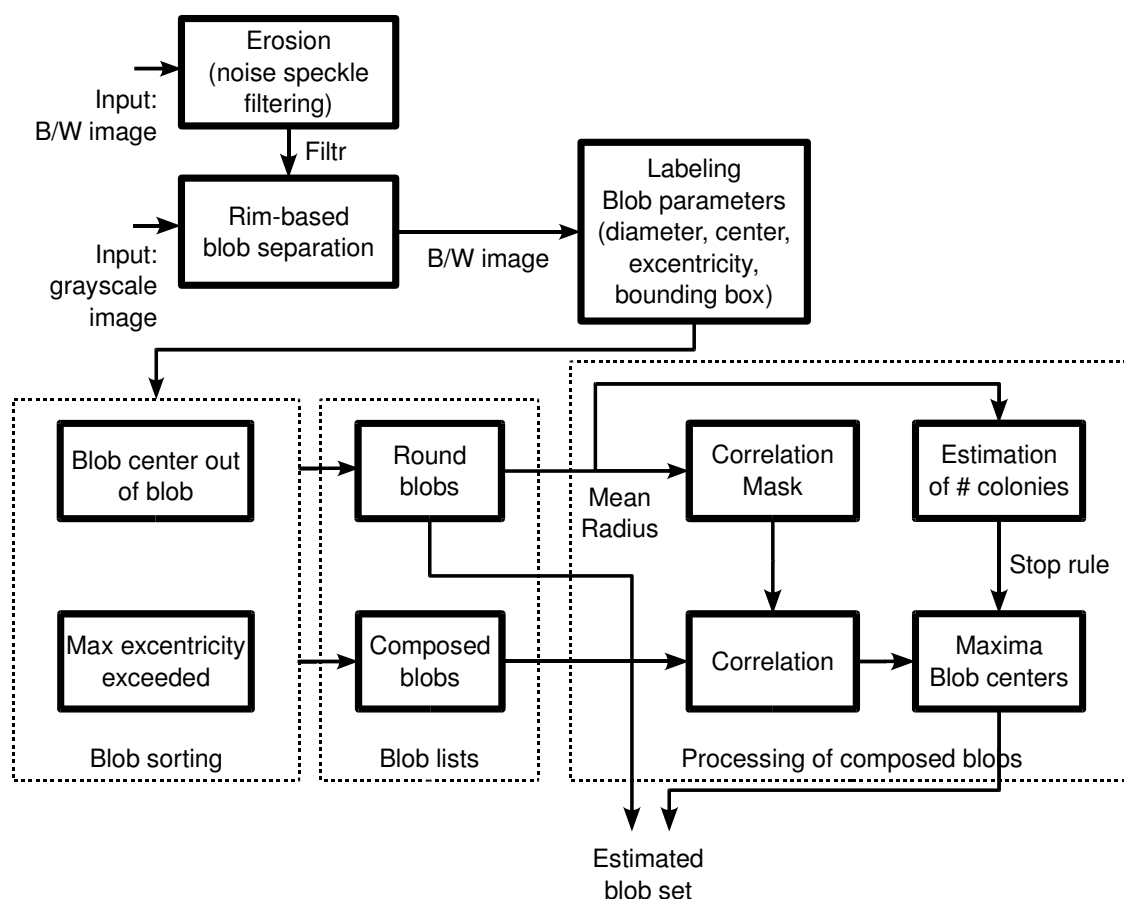 Erosion
(noise speckle
filtering)
Input:
B/W image
Filtr
Rim-based
blob separation
Input:
grayscale
image
B/W image
Labeling
Blob parameters
(diameter, center,
excentricity,
bounding box)
Blob center out
of blob
Max excentricity
exceeded
Blob sorting
Round
blobs
Composed
blobs
Blob lists
Mean
Radius
Correlation
Mask
Estimation
of # colonies
Stop rule
Correlation
Maxima
Blob centers
Processing of composed blobs
Estimated
blob set